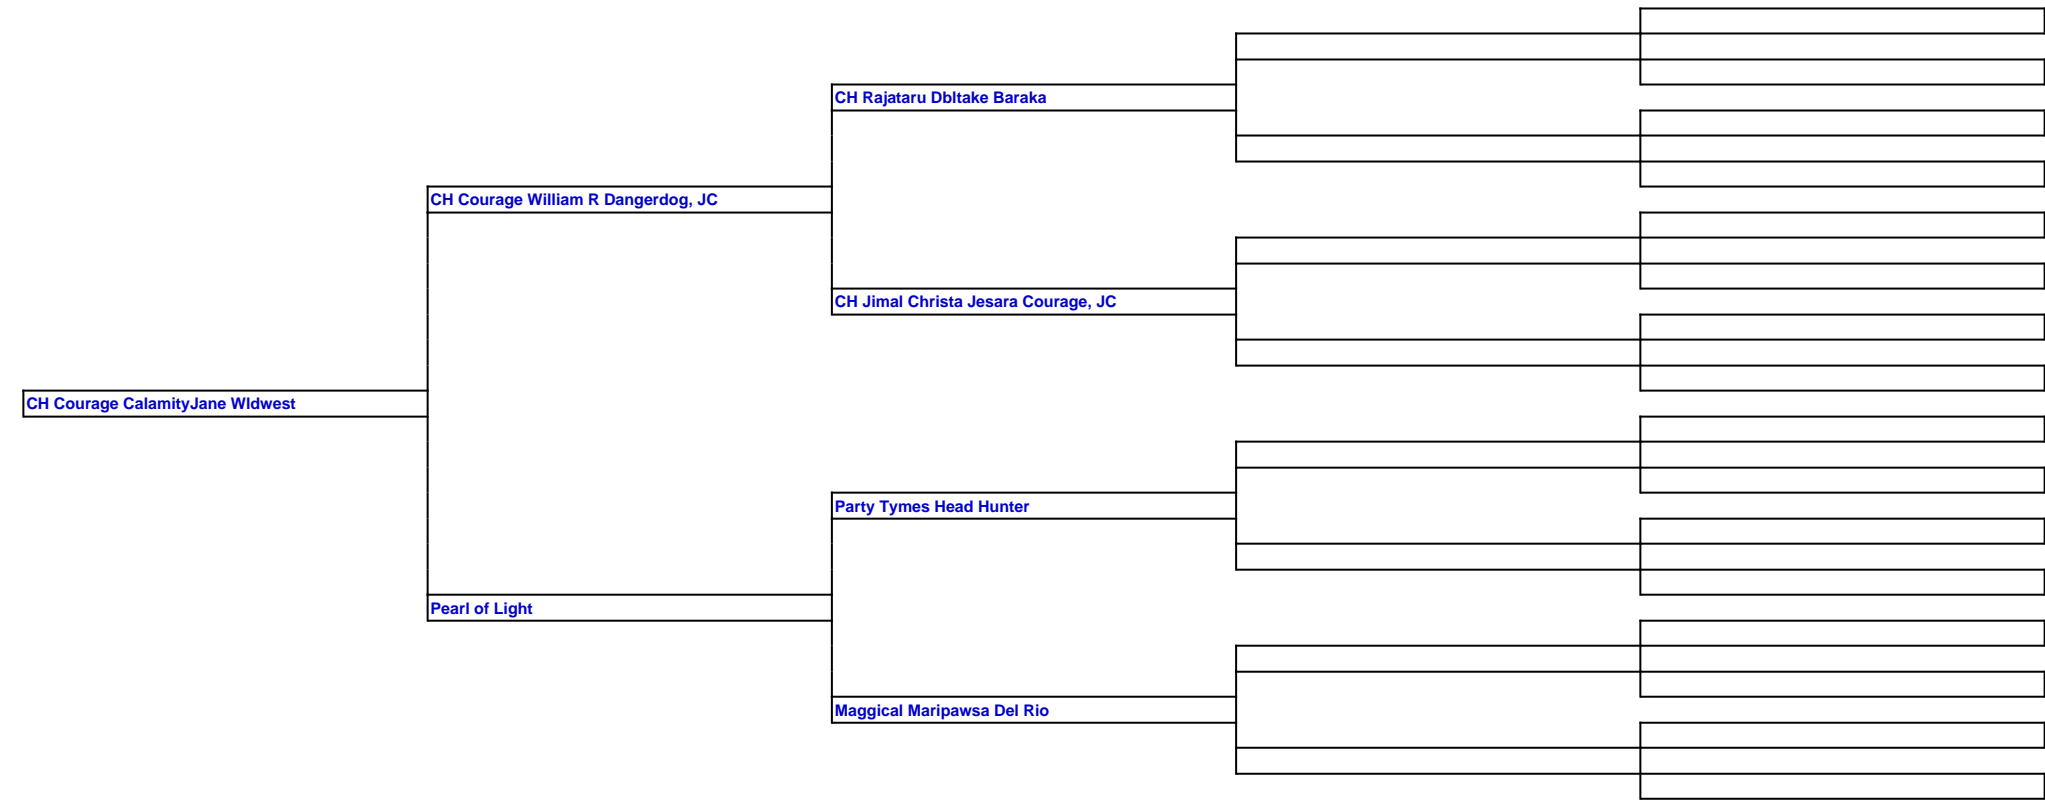 CH Rajataru Dbltake Baraka
CH Courage William R Dangerdog, JC
CH Jimal Christa Jesara Courage, JC
CH Courage CalamityJane Wldwest
Party Tymes Head Hunter
Pearl of Light
Maggical Maripawsa Del Rio